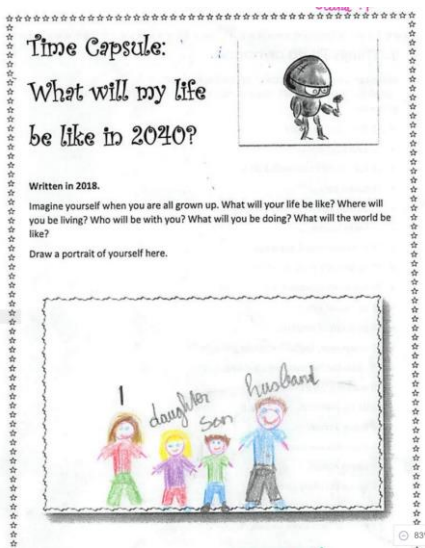 Time Capsule:
What will my life
be like in 2040?
Written in 2018.
Imagine yourself when you are all grown up. What will your life be like? Where will
you be living? Who will be with you? What will you be doing? What will the world be
like?
Draw a portrait of yourself here.
I
daughter
son
husband
83%